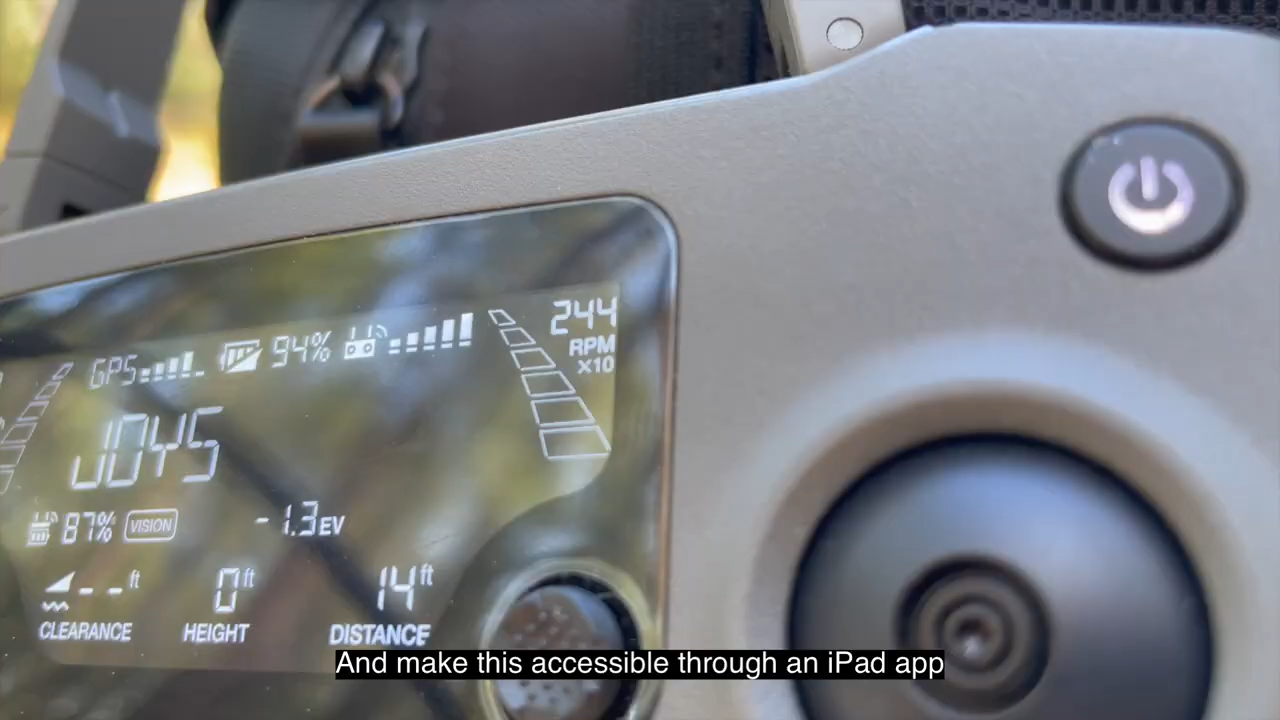 GPS 94% 244
RPM
X10
JOYS
87% VISION -1.3EV
--ft 0ft 14ft
CLEARANCE HEIGHT DISTANCE
And make this accessible through an iPad app